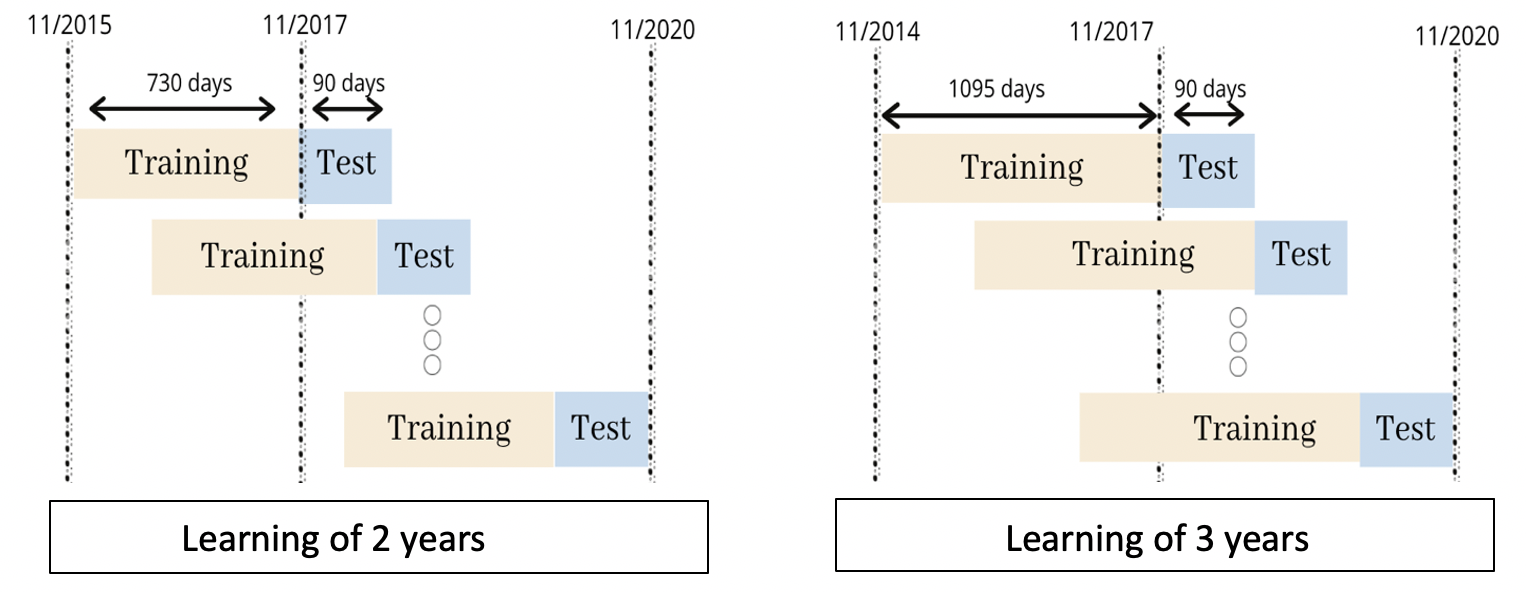 11/2015
11/2017
11/2020
730 days
90 days
Training
Test
Training
Test
Training
Test
Learning of 2 years
11/2014
11/2017
11/2020
1095 days
90 days
Training
Test
Training
Test
Training
Test
Learning of 3 years